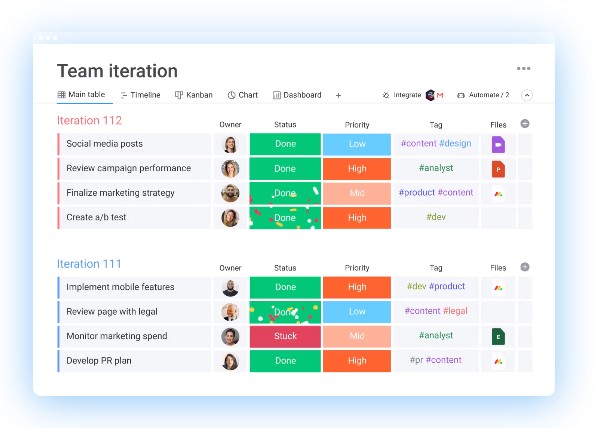 Team iteration
Main table Timeline Kanban Chart Dashboard + Integrate Automate / 2
Iteration 112
Owner Status Priority Tag Files
Social media posts Done Low #content #design
Review campaign performance Done High #analyst P
Finalize marketing strategy Done Mid #product #content
Create a/b test Done High #dev
Iteration 111
Owner Status Priority Tag Files
Implement mobile features Done High #dev #product
Review page with legal Done Low #content #legal
Monitor marketing spend Stuck Mid #analyst E
Develop PR plan Done High #pr #content